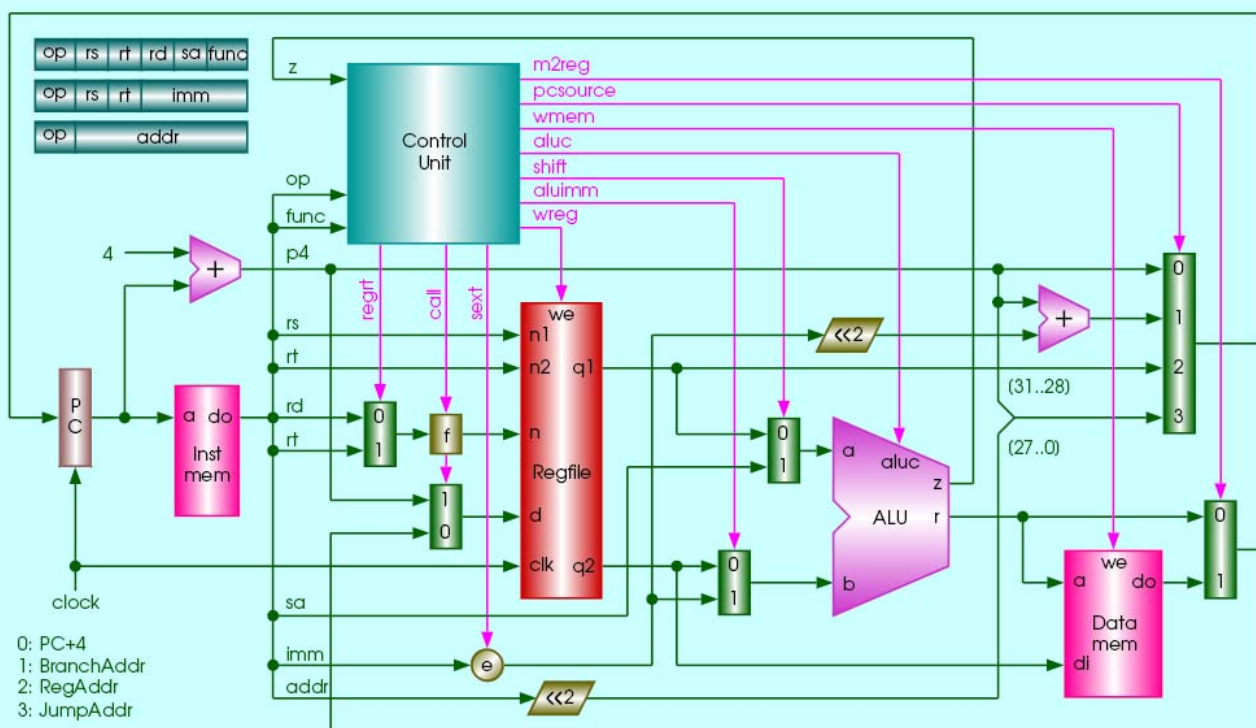 op rs rt rd sa func
op rs rt imm
op addr
z
Control
Unit
m2reg
pcsource
wmem
aluc
shift
aluimm
wreg
op
func
4
+
p4
regrt
call
sext
0
1
2
3
+
<<2
(31..28)
(27..0)
rs
rt
rd
rt
we
n1
n2
q1
n
Regfile
d
clk
q2
PC
a do
Inst
mem
0
1
f
1
0
0
1
a
aluc
z
ALU
r
b
0
1
0
1
we
a
do
Data
mem
di
clock
sa
imm
e
addr
<<2
0: PC+4
1: BranchAddr
2: RegAddr
3: JumpAddr